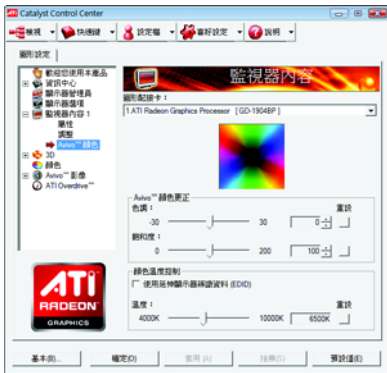 Catalyst Control Center
檢視 快速鍵 設定檔 喜好設定 說明
圖形設定
歡迎您使用本產品
資訊中心
顯示器管理員
顯示器選項
監視器內容 1
屬性
調整
Avivo™ 顏色
3D
顏色
Avivo™ 影像
ATI Overdrive™
ATI
RADEON
GRAPHICS
監視器內容
圖形配接卡：
1.ATI Radeon Graphics Processor [ GD-1904BP ]
Avivo™ 顏色更正
色調： 重設
-30 30 0
飽和度：
0 200 100
顏色溫度控制
使用延伸顯示器辨識資料 (EDID)
溫度： 重設
4000K 10000K 6500K
基本(B)... 確定(O) 套用 (A) 捨棄(S) 預設值(E)